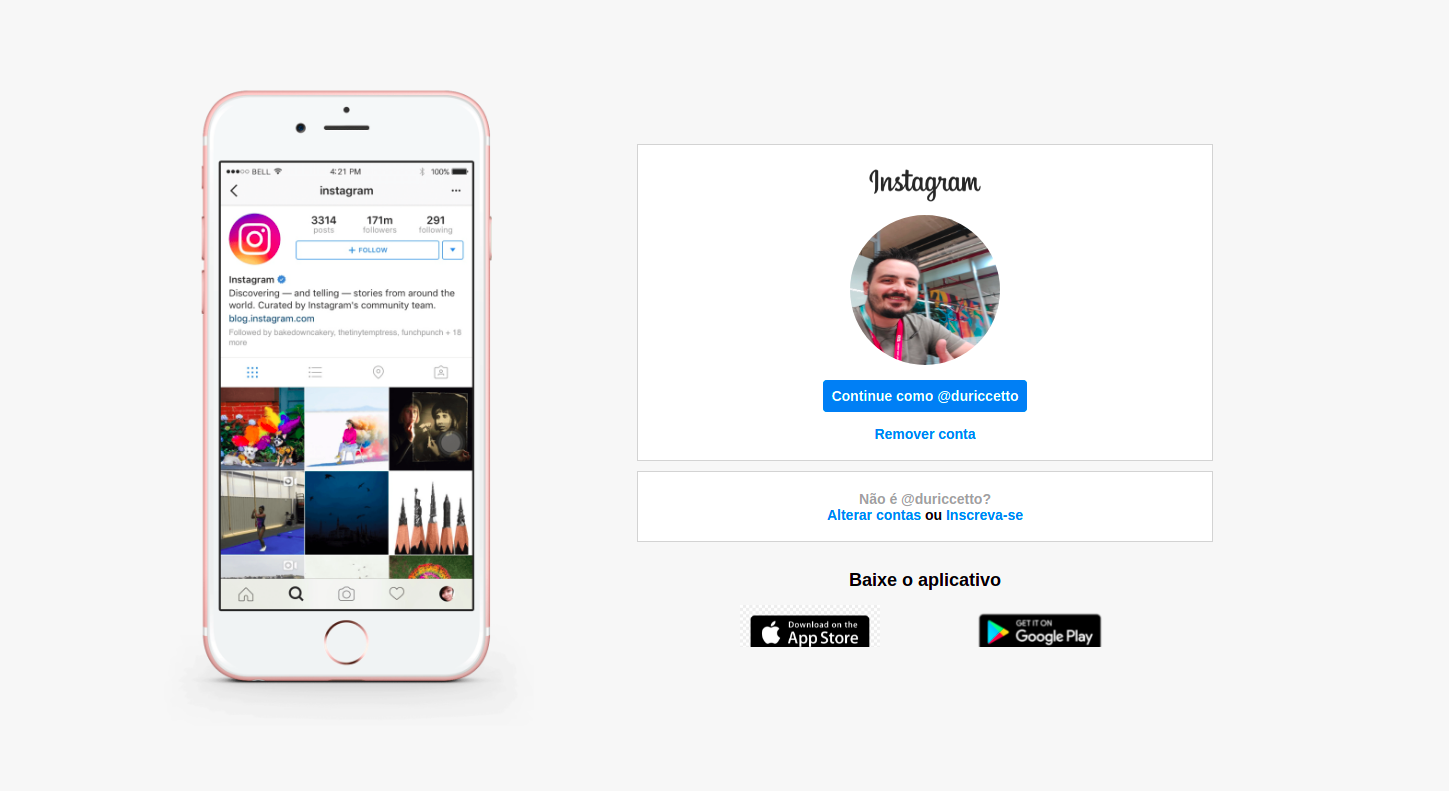 ●●●○○ BELL 4:21 PM 100%
instagram
3314 171m 291
posts followers following
+ FOLLOW
Instagram
Discovering — and telling — stories from around the
world. Curated by Instagram's community team.
blog.instagram.com
Followed by bakedowncakery, thetinytemptress, funchpunch + 18
more
Instagram
Continue como @duriccetto
Remover conta
Não é @duriccetto?
Alterar contas ou Inscreva-se
Baixe o aplicativo
Download on the
App Store
GET IT ON
Google Play